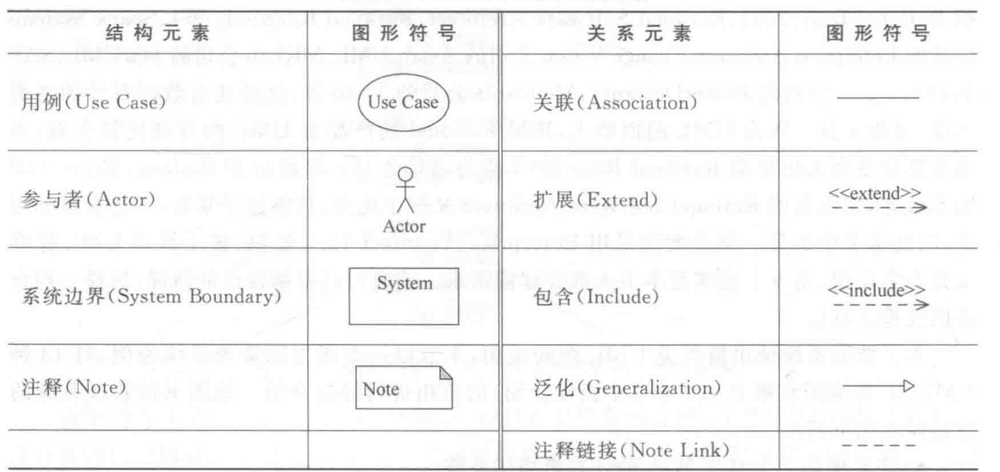 结构元素 图形符号 关系元素 图形符号
用例(Use Case) Use Case 关联(Association)
参与者(Actor) Actor 扩展(Extend) <<extend>>
系统边界(System Boundary) System 包含(Include) <<include>>
注释(Note) Note 泛化(Generalization)
注释链接(Note Link)